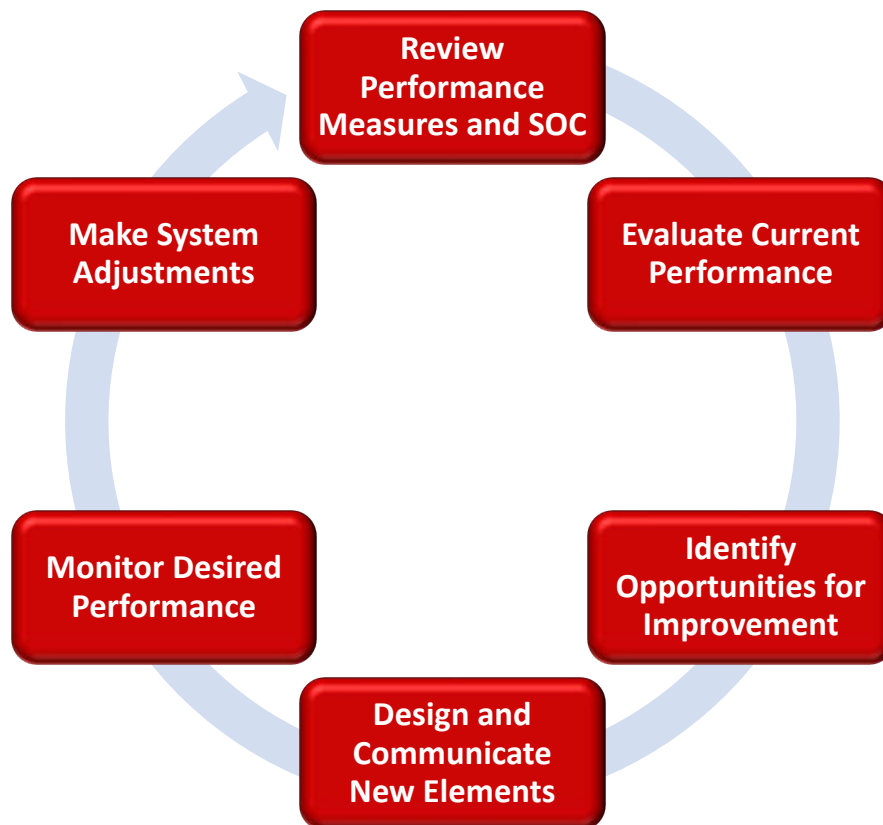 Review
Performance
Measures and SOC
Evaluate Current
Performance
Identify
Opportunities for
Improvement
Design and
Communicate
New Elements
Monitor Desired
Performance
Make System
Adjustments